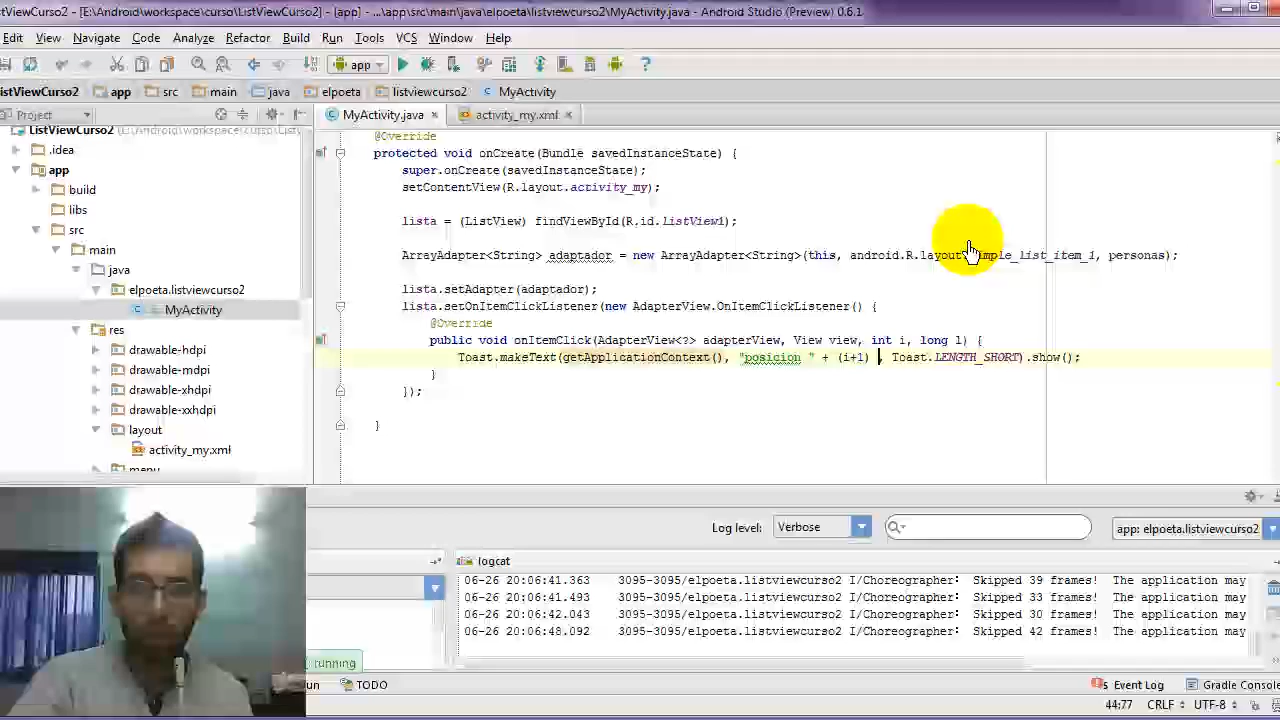 ListViewCurso2 - [E:\Android\workspace\curso\ListViewCurso2] - [app] - ...\app\src\main\java\elpoeta\listviewcurso2\MyActivity.java - Android Studio (Preview) 0.6.1
Edit View Navigate Code Analyze Refactor Build Run Tools VCS Window Help
app
istViewCurso2 app src main java elpoeta listviewcurso2 MyActivity
Project
MyActivity.java activity_my.xml
ListViewCurso2
.idea
app
build
libs
src
main
java
elpoeta.listviewcurso2
MyActivity
res
drawable-hdpi
drawable-mdpi
drawable-xhdpi
drawable-xxhdpi
layout
activity_my.xml
menu
@Override
protected void onCreate(Bundle savedInstanceState) {
super.onCreate(savedInstanceState);
setContentView(R.layout.activity_my);
lista = (ListView) findViewById(R.id.listView1);
ArrayAdapter<String> adaptador = new ArrayAdapter<String>(this, android.R.layout.simple_list_item_1, personas);
lista.setAdapter(adaptador);
lista.setOnItemClickListener(new AdapterView.OnItemClickListener() {
@Override
public void onItemClick(AdapterView<?> adapterView, View view, int i, long l) {
Toast.makeText(getApplicationContext(), "posicion " + (i+1) , Toast.LENGTH_SHORT).show();
}
});
}
Log level: Verbose app: elpoeta.listviewcurso2
logcat
06-26 20:06:41.363 3095-3095/elpoeta.listviewcurso2 I/Choreographer: Skipped 39 frames! The application may
06-26 20:06:41.493 3095-3095/elpoeta.listviewcurso2 I/Choreographer: Skipped 33 frames! The application may
06-26 20:06:42.043 3095-3095/elpoeta.listviewcurso2 I/Choreographer: Skipped 30 frames! The application may
06-26 20:06:48.092 3095-3095/elpoeta.listviewcurso2 I/Choreographer: Skipped 42 frames! The application may
running
un TODO Event Log Gradle Console
44:77 CRLF UTF-8